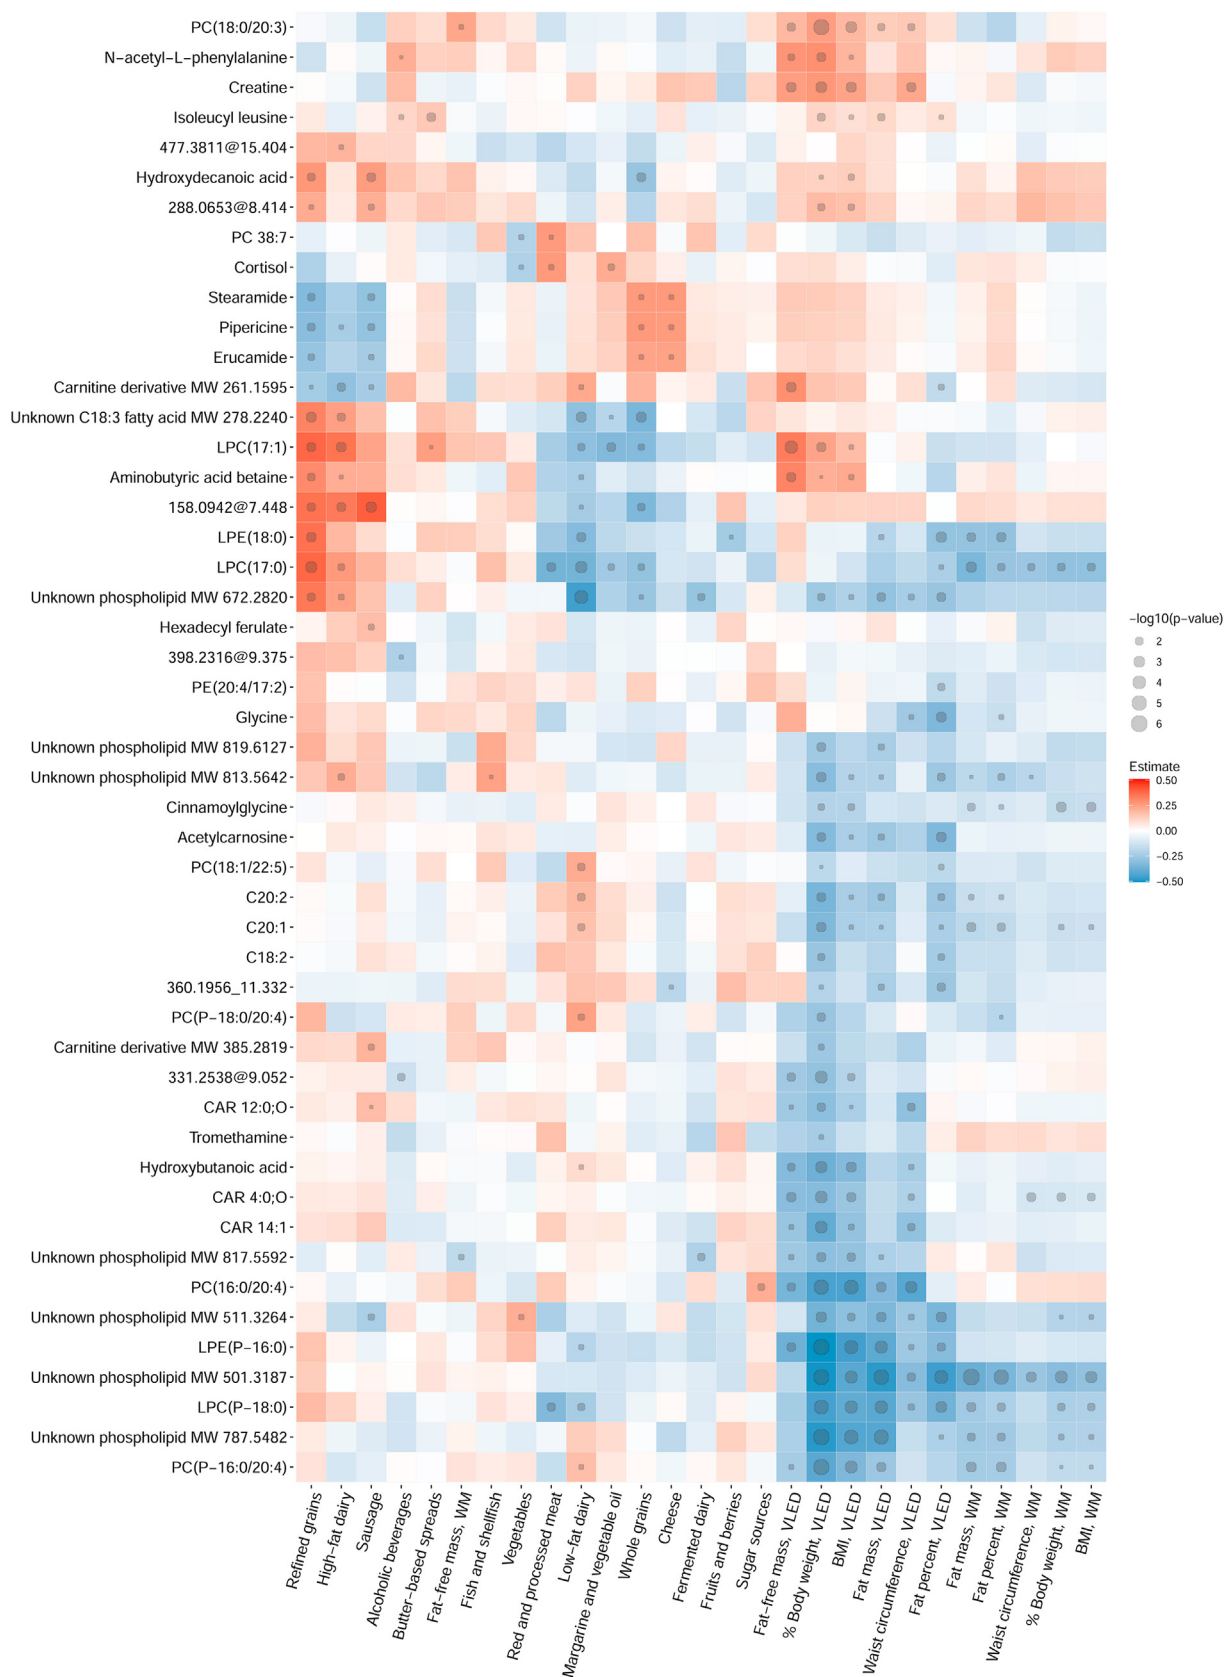 PC(18:0/20:3)
N−acetyl−L−phenylalanine
Creatine
Isoleucyl leusine
477.3811@15.404
Hydroxydecanoic acid
288.0653@8.414
PC 38:7
Cortisol
Stearamide
Pipericine
Erucamide
Carnitine derivative MW 261.1595
Unknown C18:3 fatty acid MW 278.2240
LPC(17:1)
Aminobutyric acid betaine
158.0942@7.448
LPE(18:0)
LPC(17:0)
Unknown phospholipid MW 672.2820
Hexadecyl ferulate
398.2316@9.375
PE(20:4/17:2)
Glycine
Unknown phospholipid MW 819.6127
Unknown phospholipid MW 813.5642
Cinnamoylglycine
Acetylcarnosine
PC(18:1/22:5)
C20:2
C20:1
C18:2
360.1956_11.332
PC(P−18:0/20:4)
Carnitine derivative MW 385.2819
331.2538@9.052
CAR 12:0;O
Tromethamine
Hydroxybutanoic acid
CAR 4:0;O
CAR 14:1
Unknown phospholipid MW 817.5592
PC(16:0/20:4)
Unknown phospholipid MW 511.3264
LPE(P−16:0)
Unknown phospholipid MW 501.3187
LPC(P−18:0)
Unknown phospholipid MW 787.5482
PC(P−16:0/20:4)
Refined grains
High−fat dairy
Sausage
Alcoholic beverages
Butter−based spreads
Fat−free mass, WM
Fish and shellfish
Vegetables
Red and processed meat
Low−fat dairy
Margarine and vegetable oil
Whole grains
Cheese
Fermented dairy
Fruits and berries
Sugar sources
Fat−free mass, VLED
% Body weight, VLED
BMI, VLED
Fat mass, VLED
Waist circumference, VLED
Fat percent, VLED
Fat mass, WM
Fat percent, WM
Waist circumference, WM
% Body weight, WM
BMI, WM
−log10(p−value)
2
3
4
5
6
Estimate
0.50
0.25
0.00
−0.25
−0.50